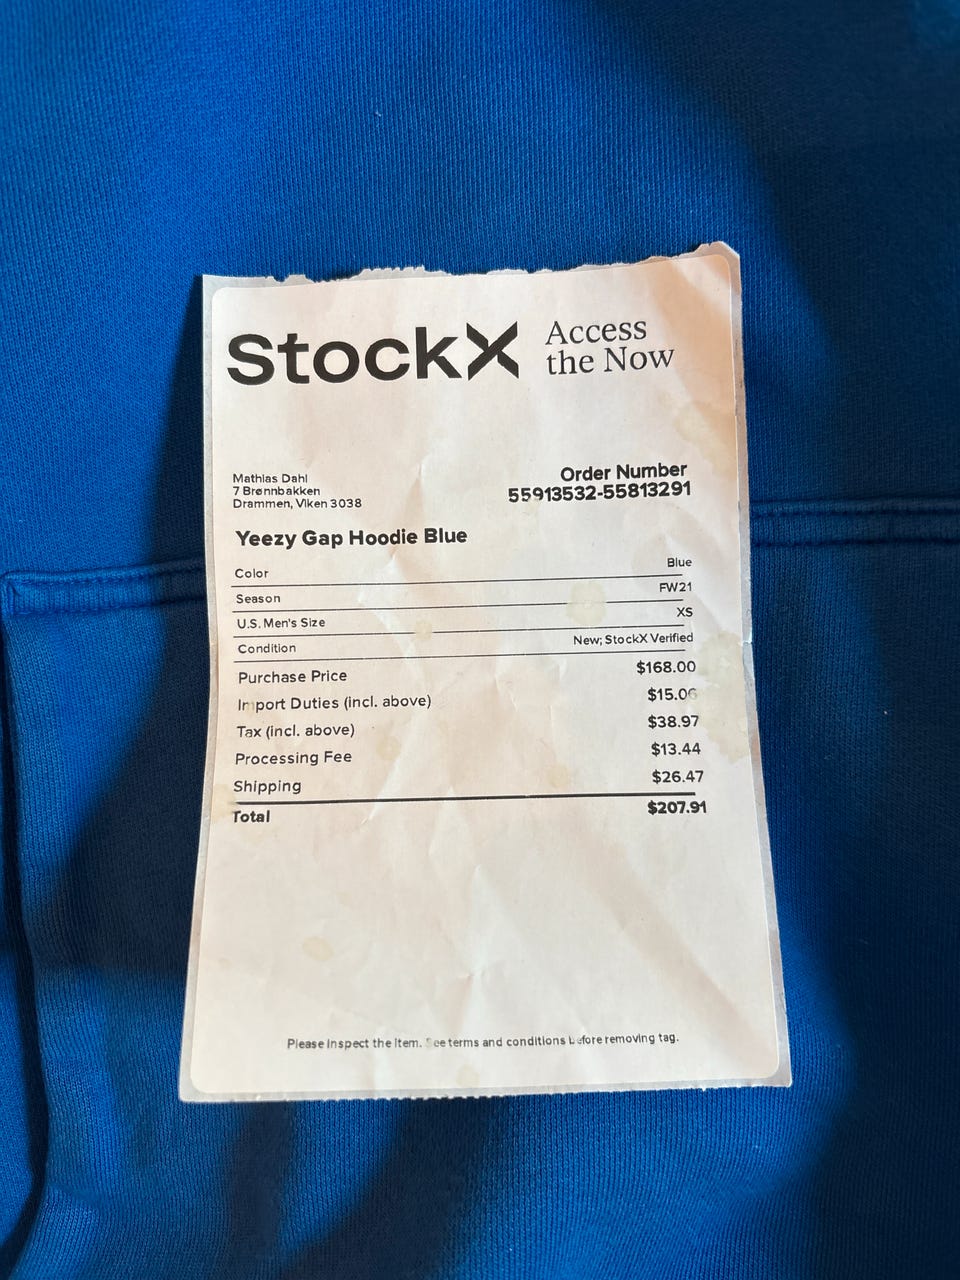 StockX Access
the Now
Mathias Dahl
7 Brønnbakken
Drammen, Viken 3038
Order Number
55913532-55813291
Yeezy Gap Hoodie Blue
Color Blue
Season FW21
U.S. Men's Size XS
Condition New; StockX Verified
Purchase Price $168.00
Import Duties (incl. above) $15.06
Tax (incl. above) $38.97
Processing Fee $13.44
Shipping $26.47
Total $207.91
Please inspect the item. See terms and conditions before removing tag.